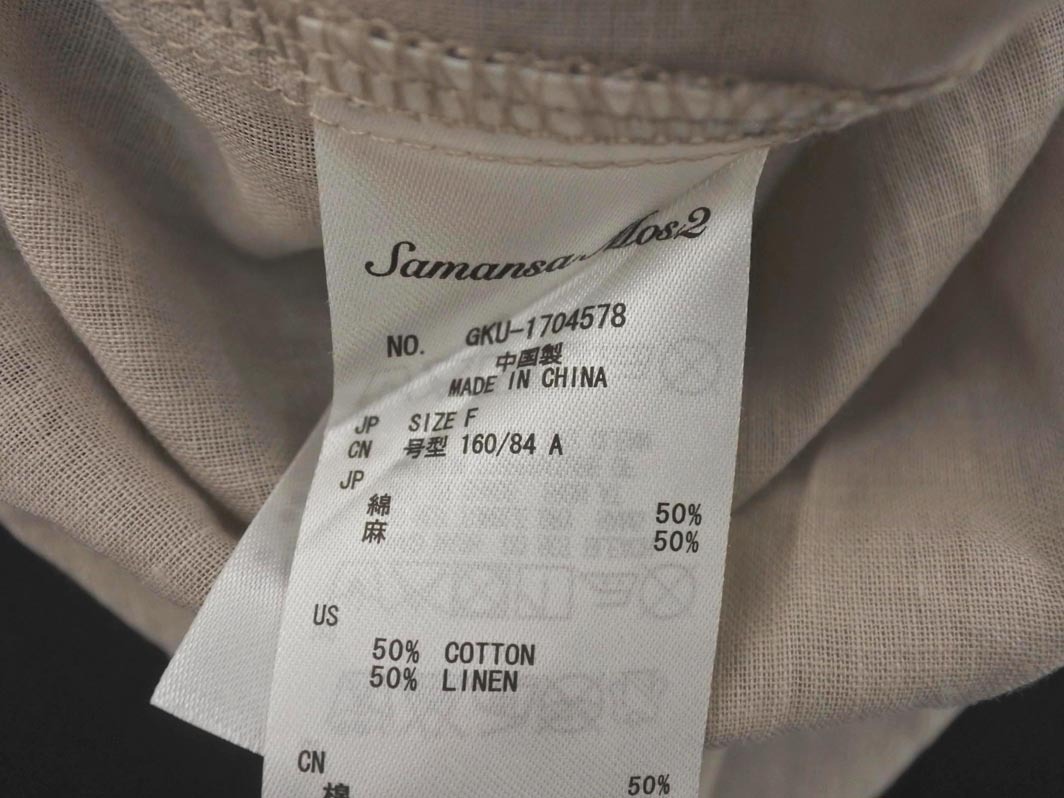 Samansa Mos2
NO. GKU-1704578
中国製
MADE IN CHINA
JP SIZE F
CN 号型 160/84 A
JP
綿 50%
麻 50%
US
50% COTTON
50% LINEN
CN
棉 50%